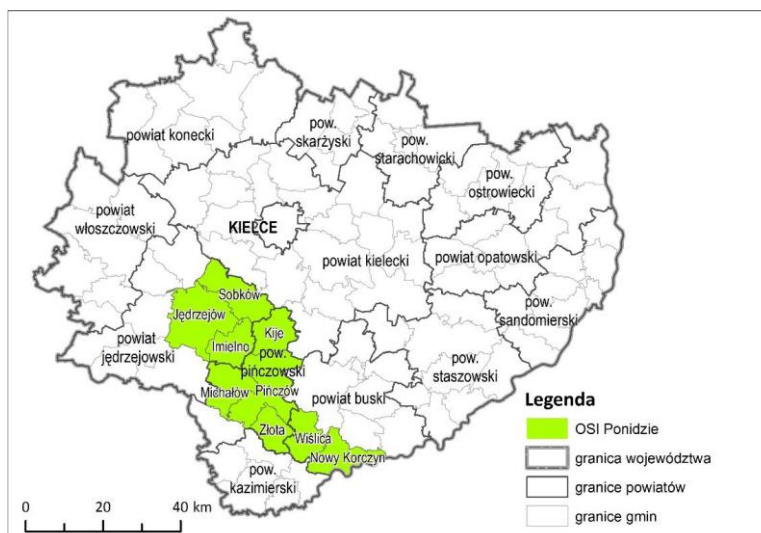 powiat konecki
pow.
skarżyski
pow.
starachowicki
pow.
ostrowiecki
powiat
włoszczowski
KIELCE
powiat kielecki
powiat opatowski
pow.
sandomierski
Sobków
Jędrzejów
Kije
Imielno
powiat
jędrzejowski
pow.
pińczowski
pow.
staszowski
Michałów
Pińczów
powiat buski
Złota
Wiślica
Nowy Korczyn
pow.
kazimierski
Legenda
OSI Ponidzie
granica województwa
granice powiatów
granice gmin
0 20 40 km